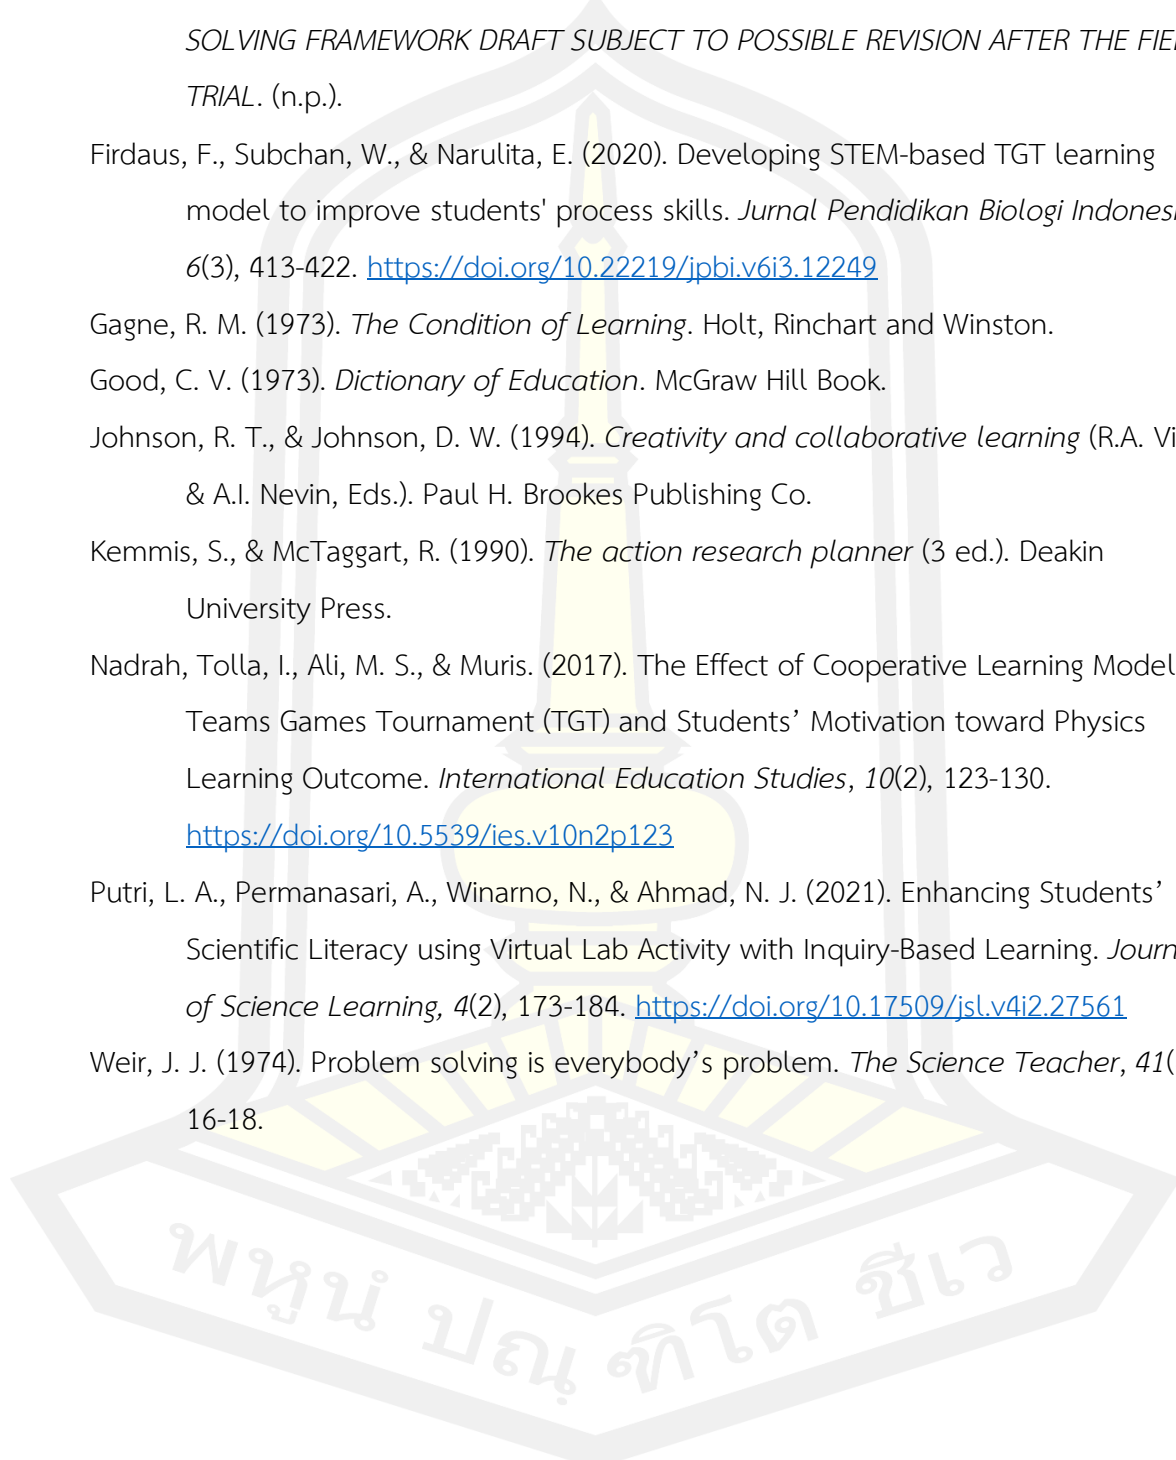 SOLVING FRAMEWORK DRAFT SUBJECT TO POSSIBLE REVISION AFTER THE
TRIAL. (n.p.).
Firdaus, F., Subchan, W., & Narulita, E. (2020). Developing STEM-based TGT learning
model to improve students' process skills. Jurnal Pendidikan Biologi
6(3), 413-422. https://doi.org/10.22219/jpbi.v6i3.12249
Gagne, R. M. (1973). The Condition of Learning. Holt, Rinchart and Winston.
Good, C. V. (1973). Dictionary of Education. McGraw Hill Book.
Johnson, R. T., & Johnson, D. W. (1994). Creativity and collaborative learning (R.A.
& A.I. Nevin, Eds.). Paul H. Brookes Publishing Co.
Kemmis, S., & McTaggart, R. (1990). The action research planner (3 ed.). Deakin
University Press.
Nadrah, Tolla, I., Ali, M. S., & Muris. (2017). The Effect of Cooperative Learning Model
Teams Games Tournament (TGT) and Students’ Motivation toward Physics
Learning Outcome. International Education Studies, 10(2), 123-130.
https://doi.org/10.5539/ies.v10n2p123
Putri, L. A., Permanasari, A., Winarno, N., & Ahmad, N. J. (2021). Enhancing Students’
Scientific Literacy using Virtual Lab Activity with Inquiry-Based Learning.
of Science Learning, 4(2), 173-184. https://doi.org/10.17509/jsl.v4i2.27561
Weir, J. J. (1974). Problem solving is everybody’s problem. The Science Teacher, 41(
16-18.
พหูนํ ปณฺฑิโต ชีเว